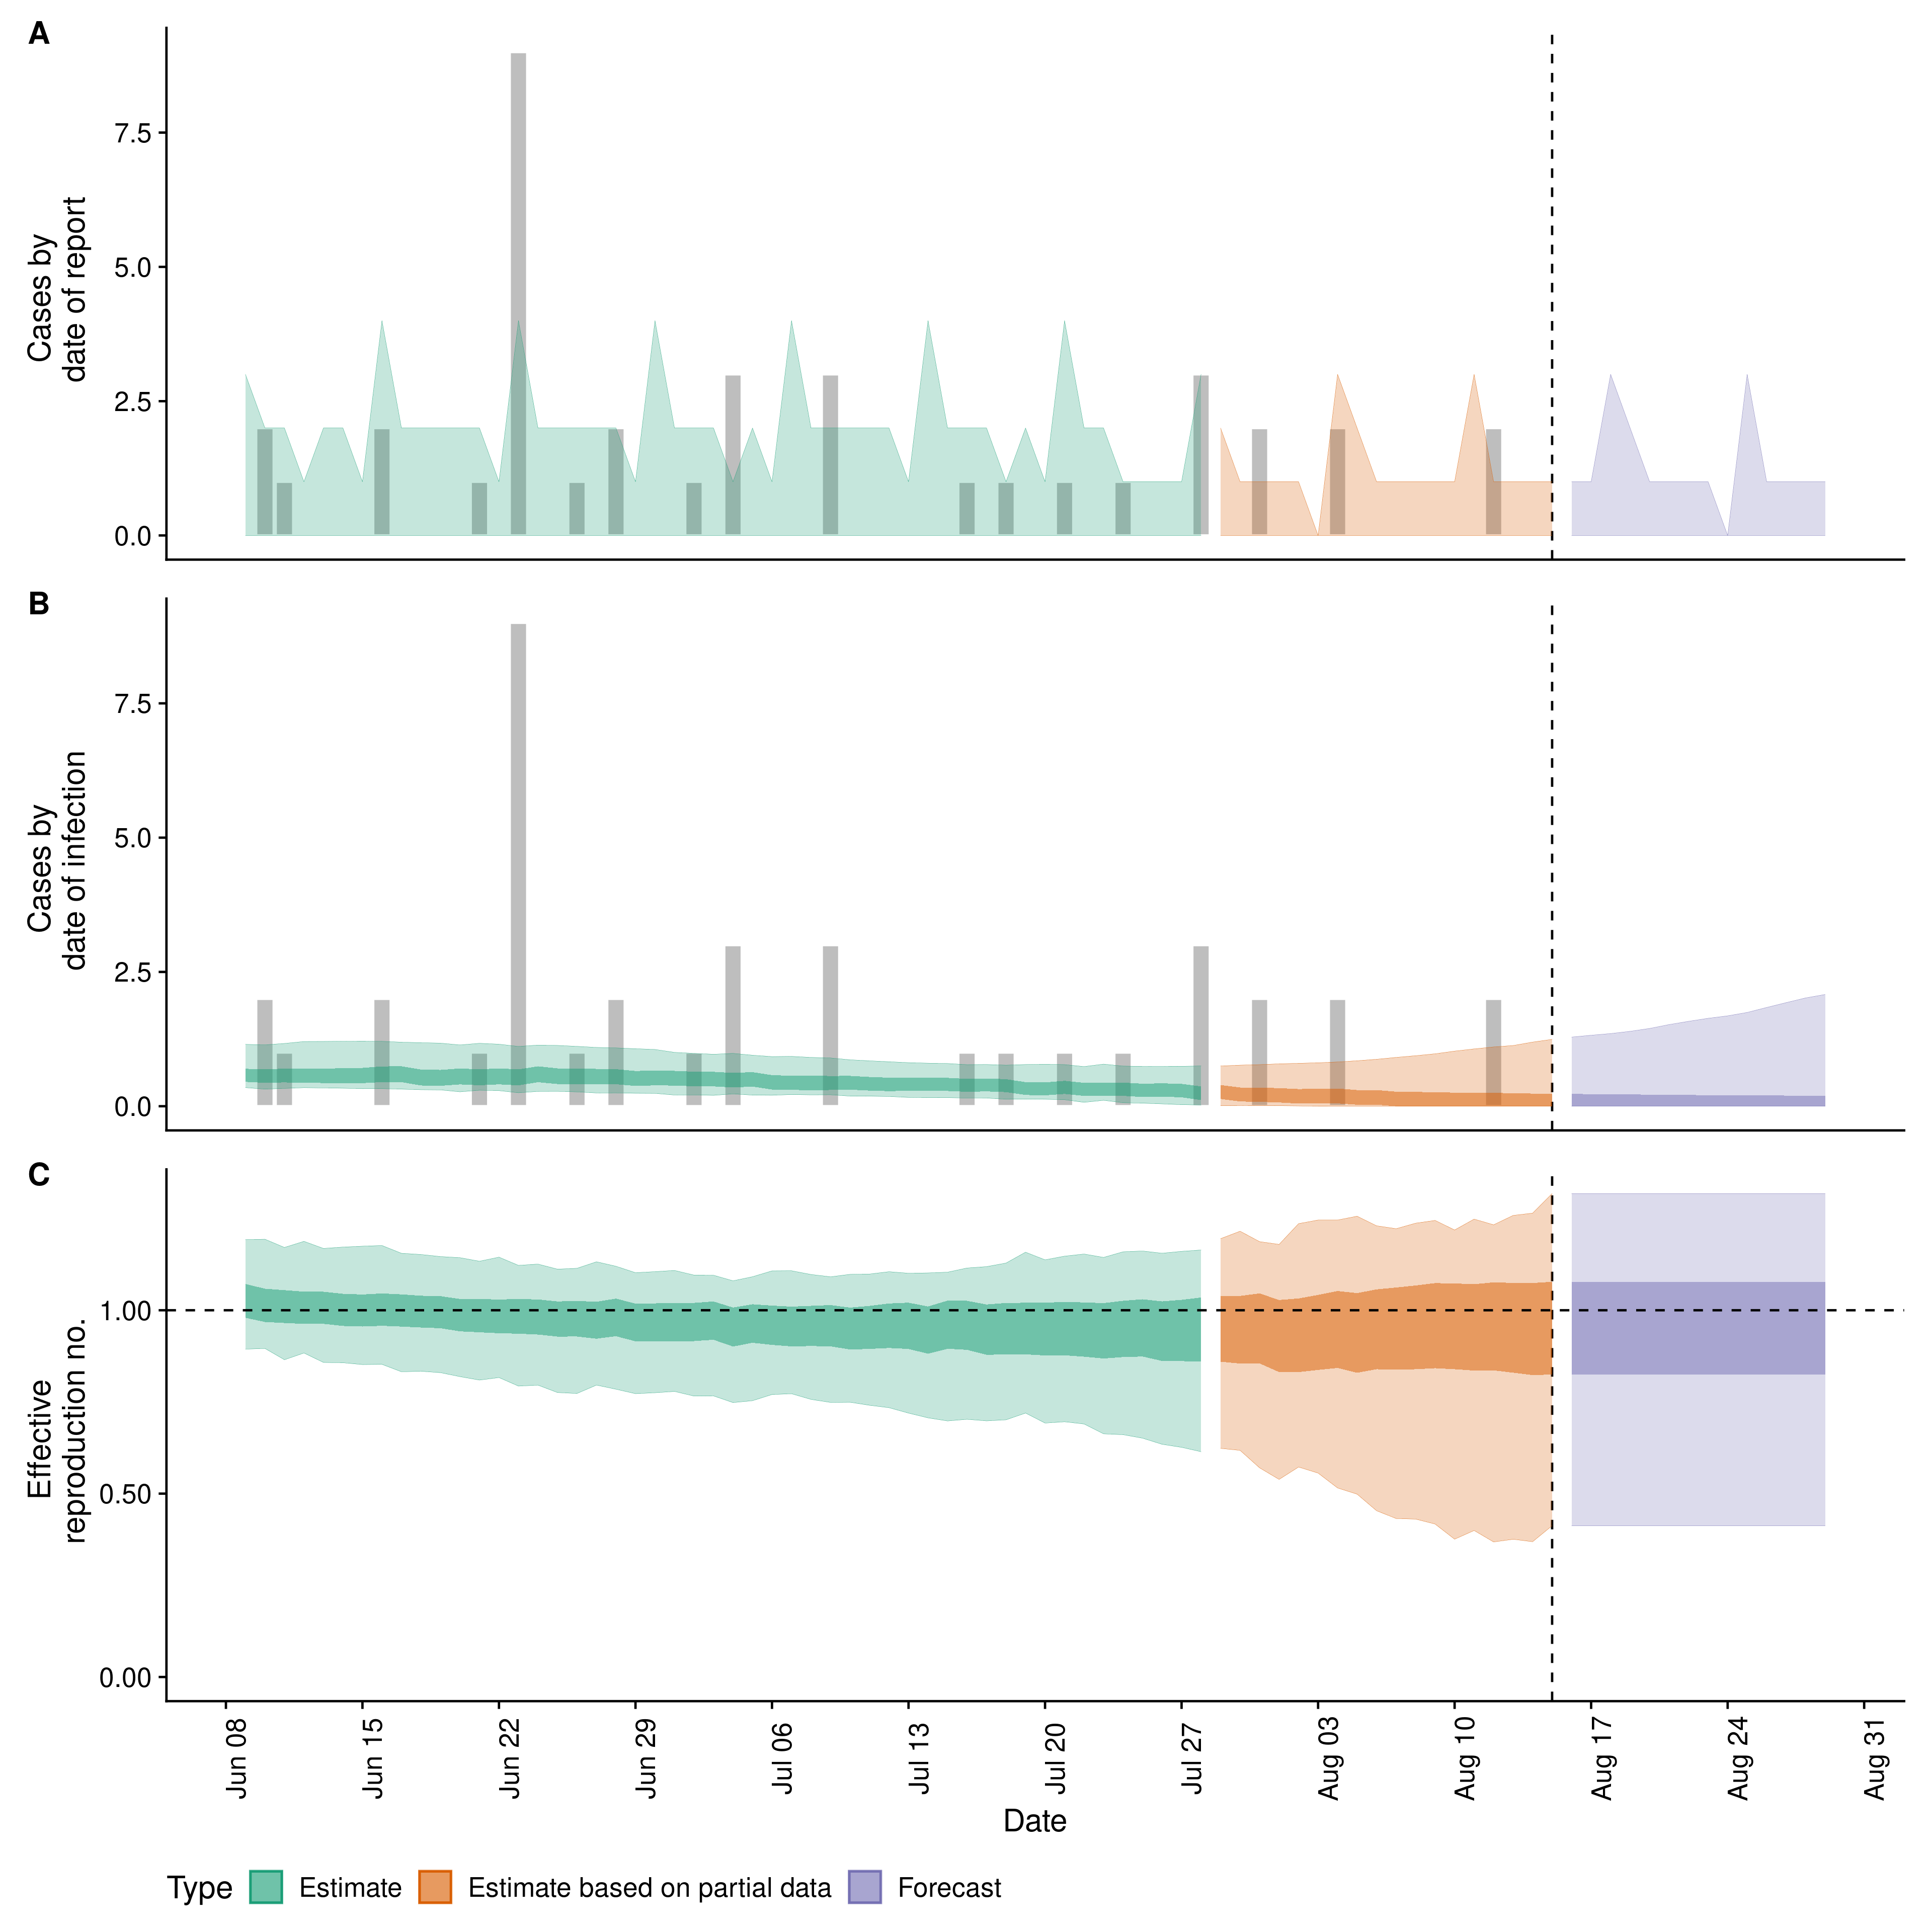 A
Cases by
date of report
7.5
5.0
2.5
0.0
B
Cases by
date of infection
7.5
5.0
2.5
0.0
C
Effective
reproduction no.
1.00
0.50
0.00
Jun 08
Jun 15
Jun 22
Jun 29
Jul 06
Jul 13
Jul 20
Jul 27
Aug 03
Aug 10
Aug 17
Aug 24
Aug 31
Date
Type Estimate Estimate based on partial data Forecast